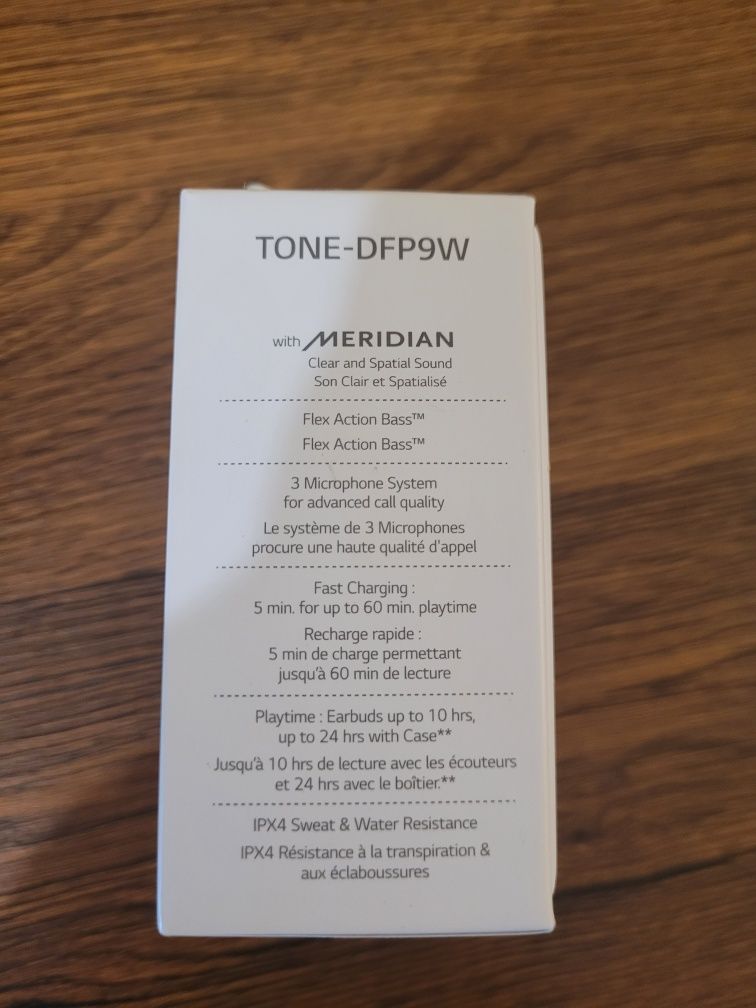 TONE-DFP9W
with MERIDIAN
Clear and Spatial Sound
Son Clair et Spatialisé
Flex Action Bass™
Flex Action Bass™
3 Microphone System
for advanced call quality
Le système de 3 Microphones
procure une haute qualité d'appel
Fast Charging :
5 min. for up to 60 min. playtime
Recharge rapide :
5 min de charge permettant
jusqu'à 60 min de lecture
Playtime : Earbuds up to 10 hrs,
up to 24 hrs with Case**
Jusqu'à 10 hrs de lecture avec les écouteurs
et 24 hrs avec le boîtier.**
IPX4 Sweat & Water Resistance
IPX4 Résistance à la transpiration &
aux éclaboussures